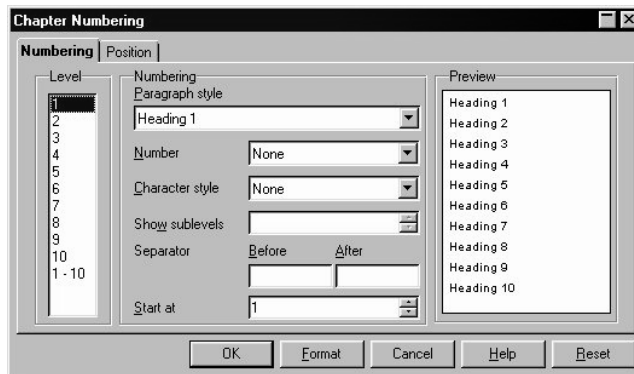 Chapter Numbering
Numbering
Position
Level
1
2
3
4
5
6
7
8
9
10
1 - 10
Numbering
Paragraph style
Heading 1
Number
None
Character style
None
Show sublevels
Separator
Before
After
Start at
1
Preview
Heading 1
Heading 2
Heading 3
Heading 4
Heading 5
Heading 6
Heading 7
Heading 8
Heading 9
Heading 10
OK
Format
Cancel
Help
Reset